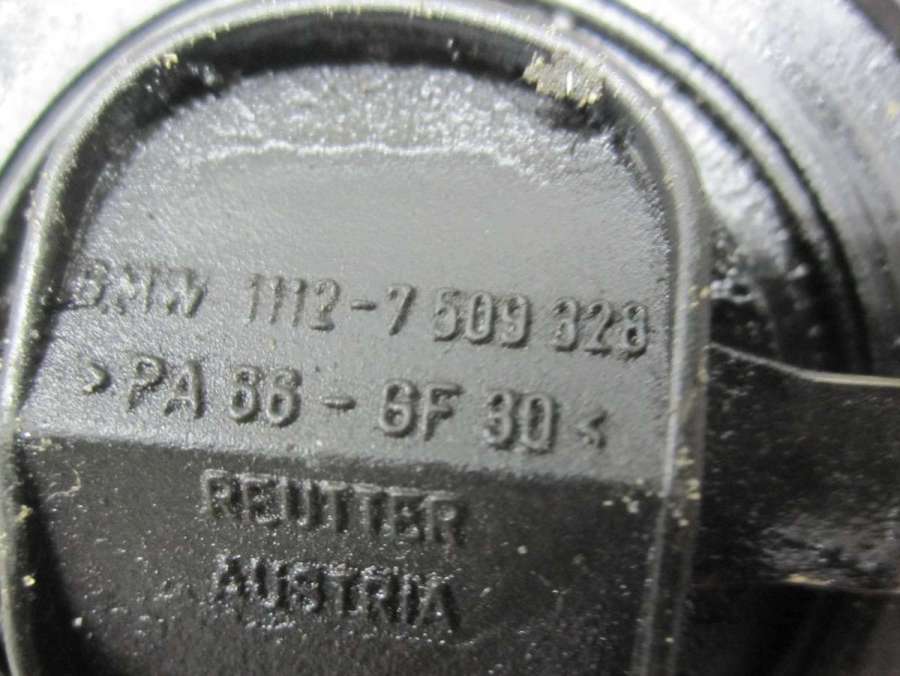 BMW 1112-7 509 328
>PA 66 - GF 30<
REUTTER
AUSTRIA